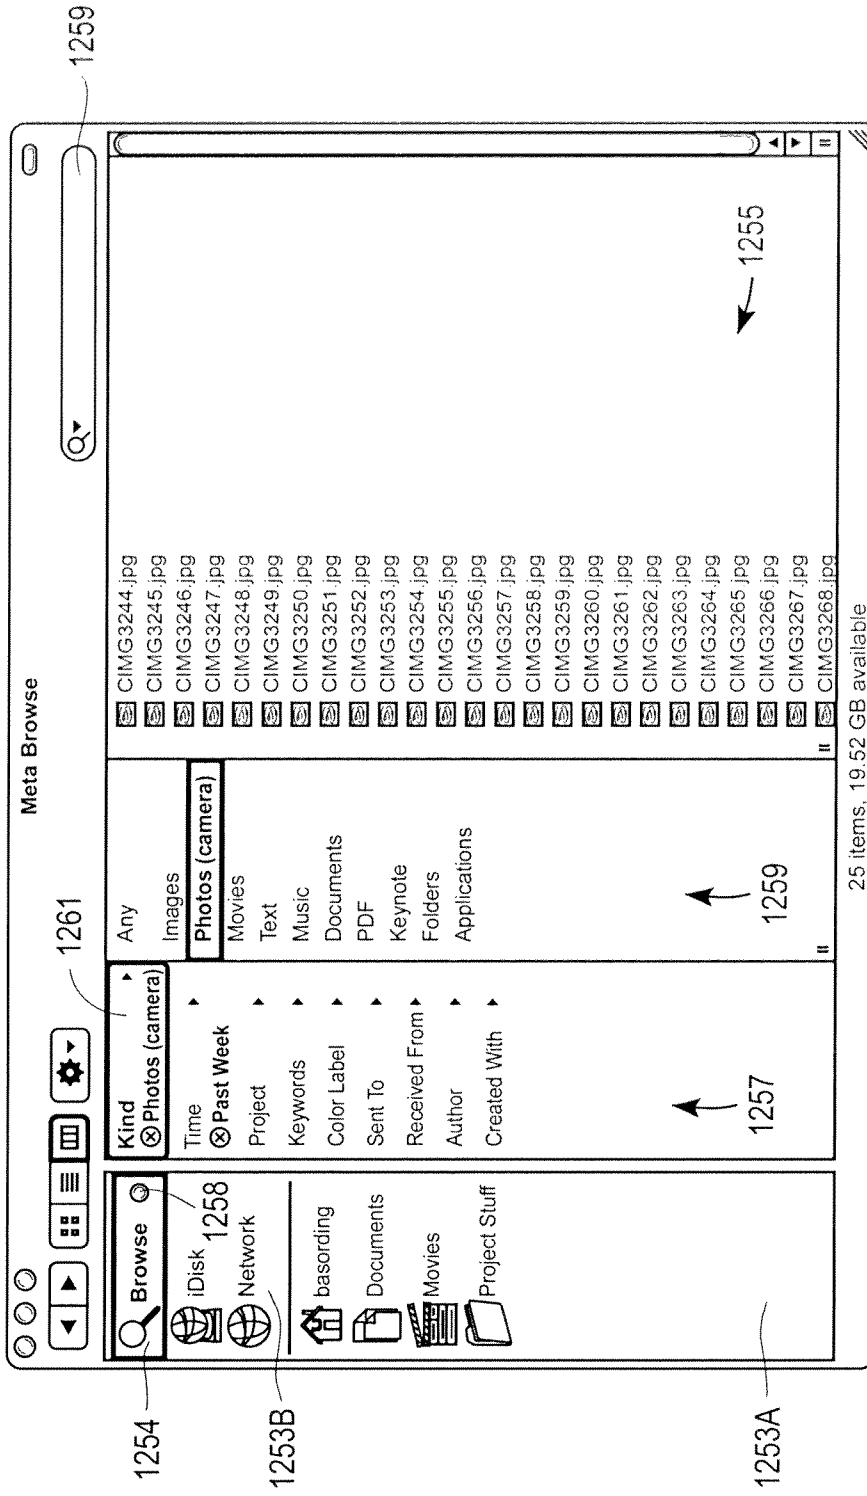 Meta Browse
1259
1261
1254
Browse
1258
iDisk
Network
1253B
basording
Documents
Movies
Project Stuff
1253A
Kind
Photos (camera)
Time
Past Week
Project
Keywords
Color Label
Sent To
Received From
Author
Created With
1257
Any
Images
Photos (camera)
Movies
Text
Music
Documents
PDF
Keynote
Folders
Applications
1259
CIMG3244.jpg
CIMG3245.jpg
CIMG3246.jpg
CIMG3247.jpg
CIMG3248.jpg
CIMG3249.jpg
CIMG3250.jpg
CIMG3251.jpg
CIMG3252.jpg
CIMG3253.jpg
CIMG3254.jpg
CIMG3255.jpg
CIMG3256.jpg
CIMG3257.jpg
CIMG3258.jpg
CIMG3259.jpg
CIMG3260.jpg
CIMG3261.jpg
CIMG3262.jpg
CIMG3263.jpg
CIMG3264.jpg
CIMG3265.jpg
CIMG3266.jpg
CIMG3267.jpg
CIMG3268.jpg
1255
25 items, 19.52 GB available